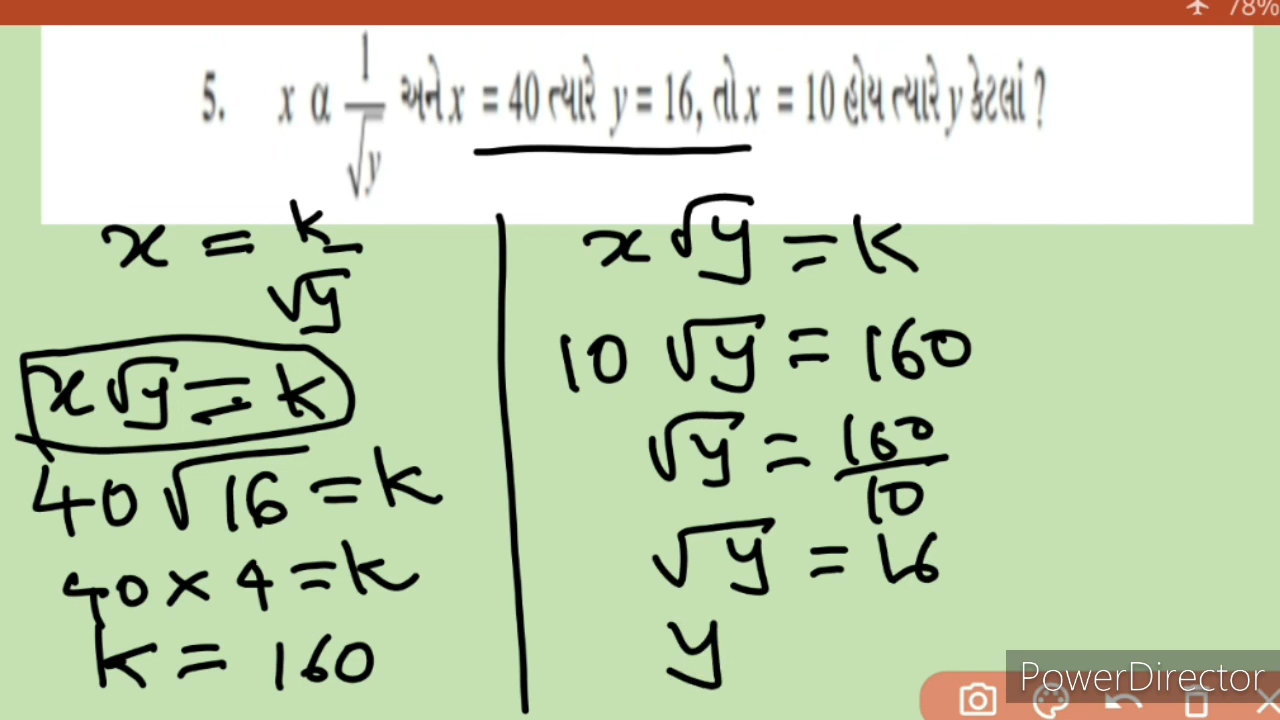 78%
5. x α 1/√y અને x = 40 ત્યારે y = 16, તો x = 10 હોય ત્યારે y કેટલાં ?
x = k/√y
x √y = k
40 √16 = k
40 × 4 = k
k = 160
x √y = k
10 √y = 160
√y = 160/10
√y = 16
y
PowerDirector